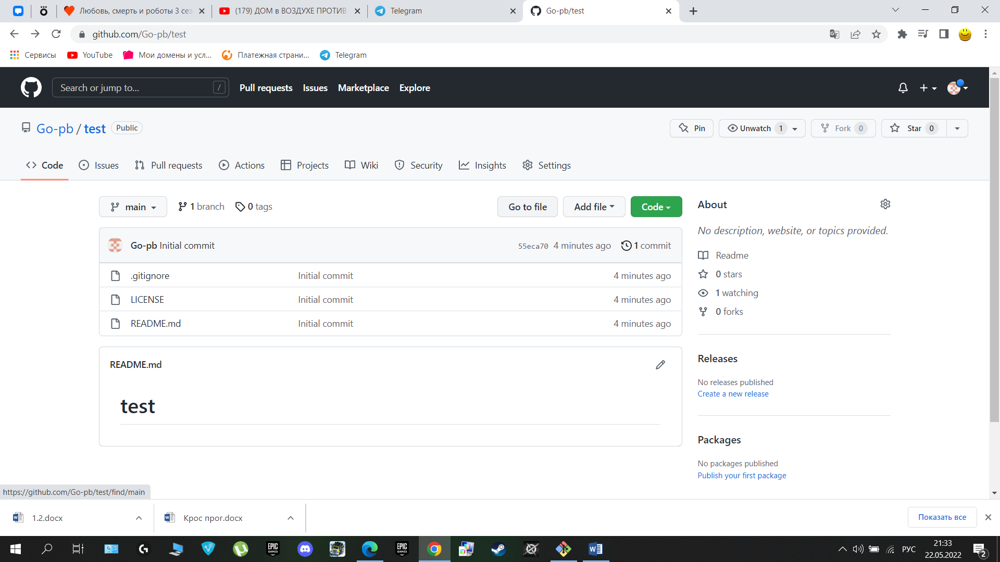 Любовь, смерть и роботы 3 сез
(179) ДОМ в ВОЗДУХЕ ПРОТИВ
Telegram
Go-pb/test
github.com/Go-pb/test
Сервисы
YouTube
Мои домены и усл...
Платежная страни...
Telegram
Search or jump to...
/
Pull requests
Issues
Marketplace
Explore
Go-pb / test
Public
Pin
Unwatch 1
Fork 0
Star 0
Code
Issues
Pull requests
Actions
Projects
Wiki
Security
Insights
Settings
main
1 branch
0 tags
Go to file
Add file
Code
Go-pb Initial commit
55eca70 4 minutes ago
1 commit
.gitignore Initial commit 4 minutes ago
LICENSE Initial commit 4 minutes ago
README.md Initial commit 4 minutes ago
README.md
test
About
No description, website, or topics provided.
Readme
0 stars
1 watching
0 forks
Releases
No releases published
Create a new release
Packages
No packages published
Publish your first package
https://github.com/Go-pb/test/find/main
1.2.docx
Крос прог.docx
Показать все
EPIC GAMES
EPIC GAMES
РУС
21:33
22.05.2022
2